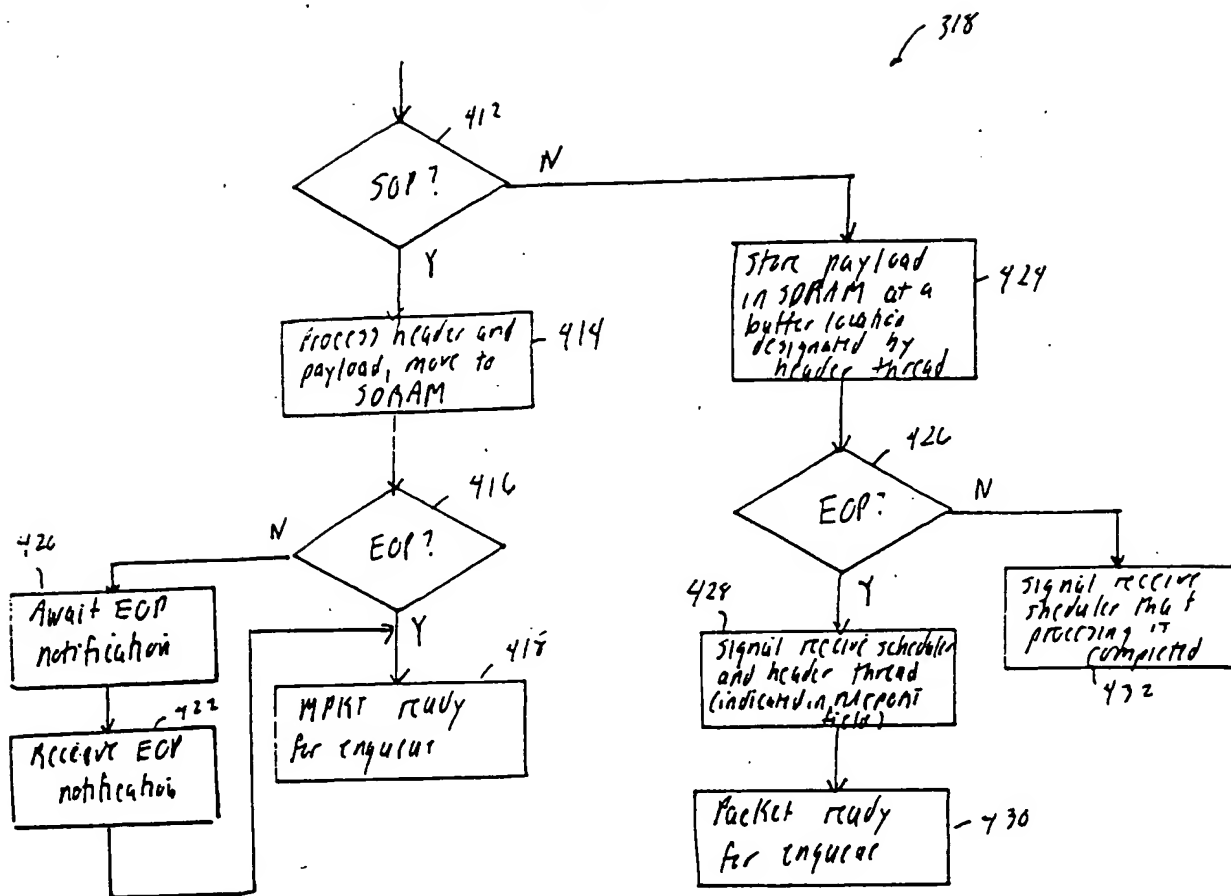 318
412
SOP?
N
Y
Process header and
payload, move to
SDRAM
414
416
EOP?
N
Y
420
Await EOP
notification
422
Recieve EOP
notification
418
MPKT ready
for enqueue
Store payload
in SDRAM at a
buffer location
designated by
header thread
424
426
EOP?
N
Y
428
Signal receive scheduler
and header thread
(indicated in
field)
Signal receive
sheduler that
processing is
completed
432
Packet ready
for enqueue
430